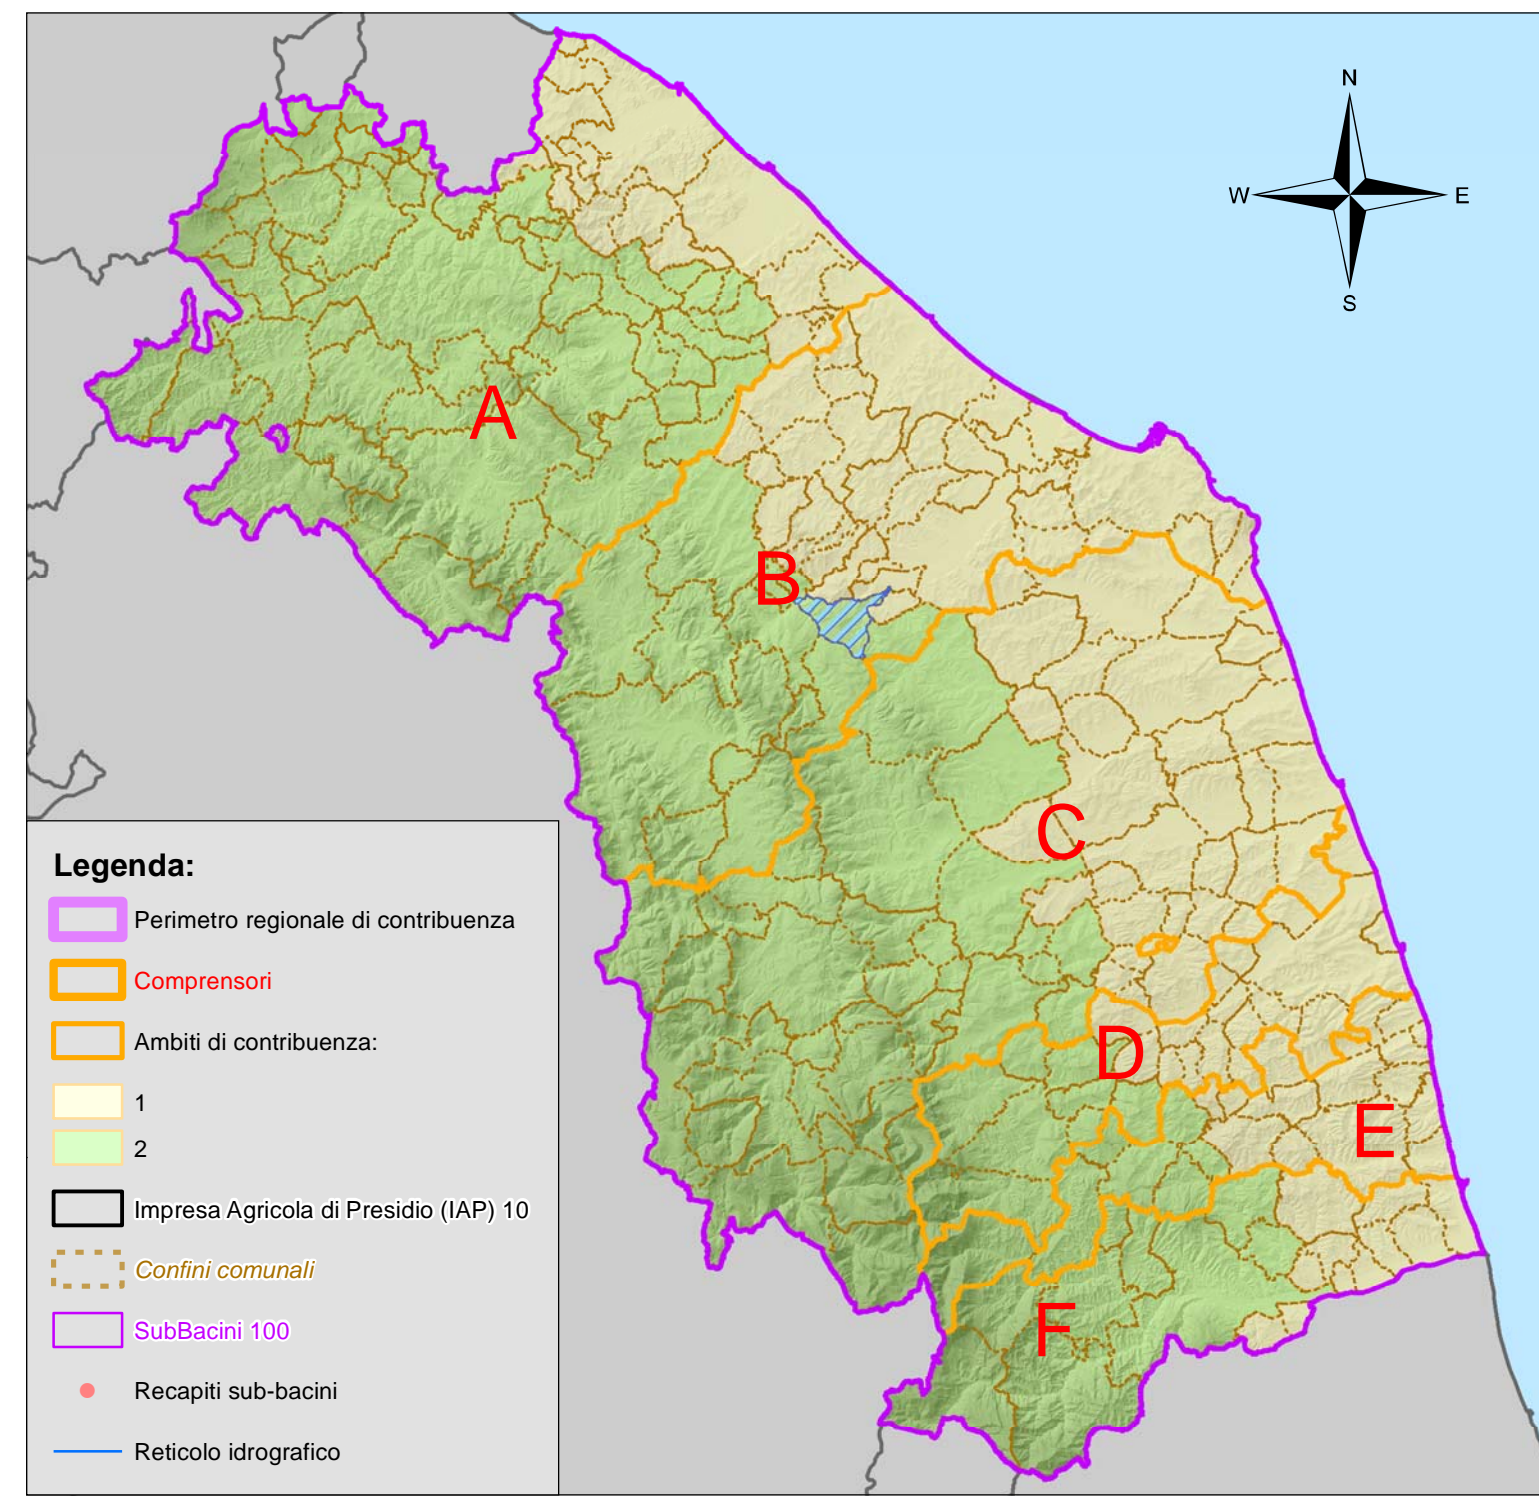 N
W E
S
A
B
C
D
E
F
Legenda:
Perimetro regionale di contribuenza
Comprensori
Ambiti di contribuenza:
1
2
Impresa Agricola di Presidio (IAP) 10
Confini comunali
SubBacini 100
Recapiti sub-bacini
Reticolo idrografico